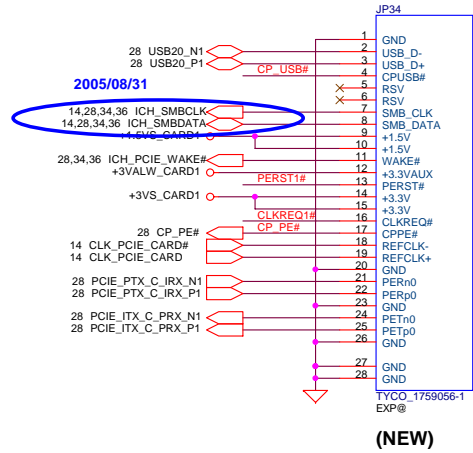 JP34
1 GND
28 USB20_N1 2 USB_D-
28 USB20_P1 3 USB_D+
CP_USB# 4 CPUSB#
2005/08/31 5 RSV
6 RSV
14,28,34,36 ICH_SMBCLK 7 SMB_CLK
14,28,34,36 ICH_SMBDATA 8 SMB_DATA
+1.5VS_CARD1 9 +1.5V
10 +1.5V
28,34,36 ICH_PCIE_WAKE# 11 WAKE#
+3VALW_CARD1 12 +3.3VAUX
PERST1# 13 PERST#
+3VS_CARD1 14 +3.3V
15 +3.3V
CLKREQ1# 16 CLKREQ#
28 CP_PE# CP_PE# 17 CPPE#
14 CLK_PCIE_CARD# 18 REFCLK-
14 CLK_PCIE_CARD 19 REFCLK+
20 GND
28 PCIE_PTX_C_IRX_N1 21 PERn0
28 PCIE_PTX_C_IRX_P1 22 PERp0
23 GND
28 PCIE_ITX_C_PRX_N1 24 PETn0
28 PCIE_ITX_C_PRX_P1 25 PETp0
26 GND
27 GND
28 GND
TYCO_1759056-1
EXP@
(NEW)